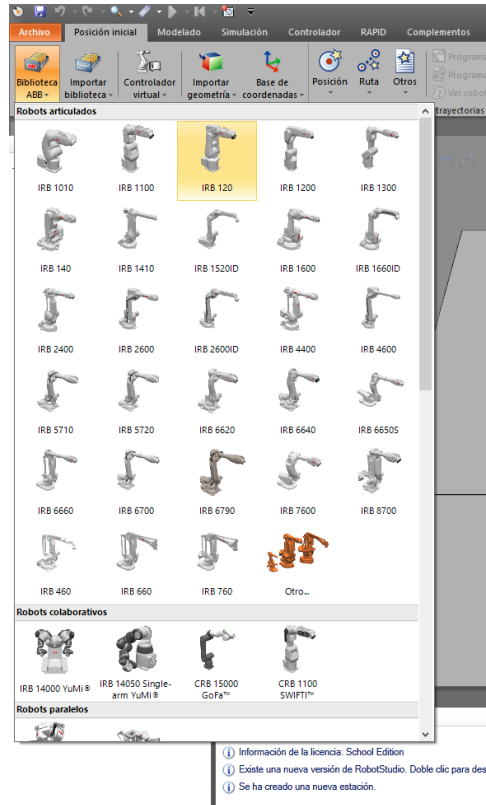 Archivo Posición inicial Modelado Simulación Controlador RAPID Complementos
Biblioteca ABB
Importar biblioteca
Controlador virtual
Importar geometría
Base de coordenadas
Posición
Ruta
Otros
Programa
Programa
Ver robot
trayectorias
Robots articulados
IRB 1010 IRB 1100 IRB 120 IRB 1200 IRB 1300
IRB 140 IRB 1410 IRB 1520ID IRB 1600 IRB 1660ID
IRB 2400 IRB 2600 IRB 2600ID IRB 4400 IRB 4600
IRB 5710 IRB 5720 IRB 6620 IRB 6640 IRB 6650S
IRB 6660 IRB 6700 IRB 6790 IRB 7600 IRB 8700
IRB 460 IRB 660 IRB 760 Otro...
Robots colaborativos
IRB 14000 YuMi®
IRB 14050 Single-
arm YuMi®
CRB 15000
GoFa™
CRB 1100
SWIFTI™
Robots paralelos
Información de la licencia: School Edition
Existe una nueva versión de RobotStudio. Doble clic para des
Se ha creado una nueva estación.